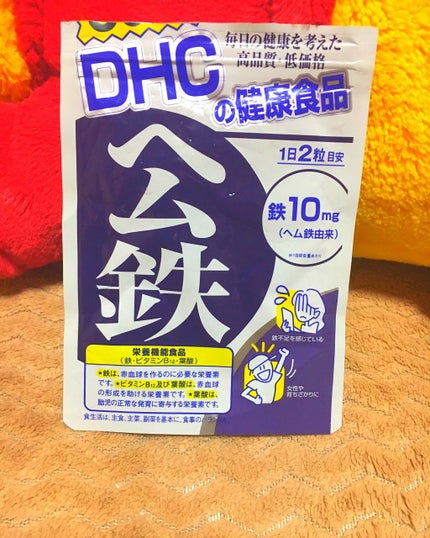 毎日の健康を考えた
高品質・低価格
DHC
の健康食品
1日2粒目安
ヘム鉄
鉄10mg
(ヘム鉄由来)
鉄不足を感じている
女性や
育ちざかりに
栄養機能食品
(鉄・ビタミンB12・葉酸)
★鉄は、赤血球を作るのに必要な栄養素
です。★ビタミンB12及び葉酸は、赤血球
の形成を助ける栄養素です。★葉酸は、
胎児の正常な発育に寄与する栄養素です。
食生活は、主食、主菜、副菜を基本に、食事のバランスを。